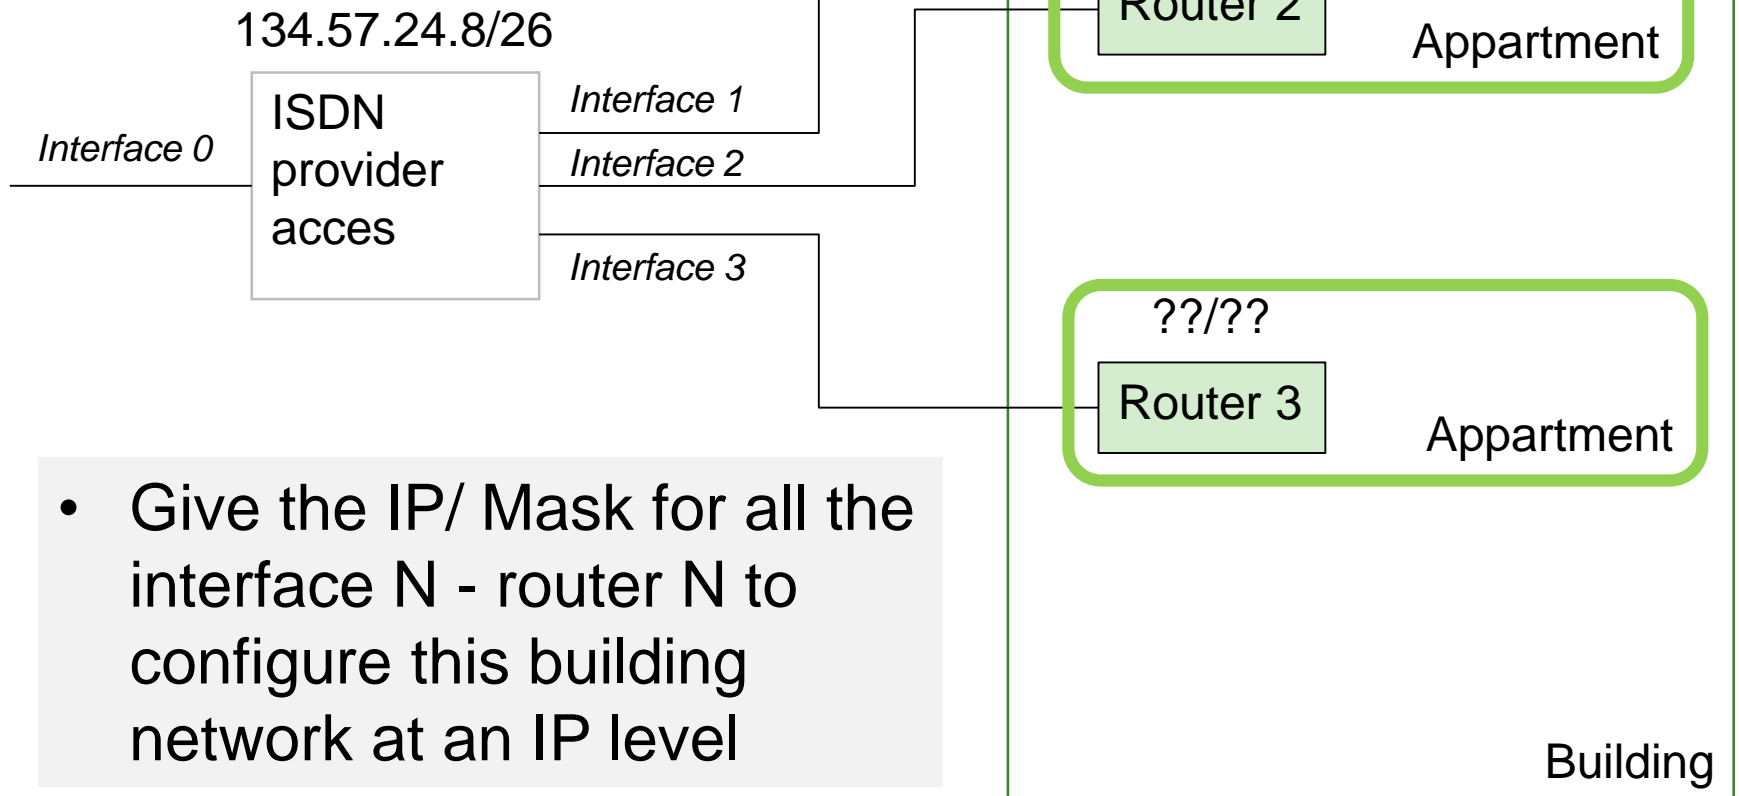 Router 2
134.57.24.8/26
Appartment
ISDN
provider
acces
Interface 0
Interface 1
Interface 2
Interface 3
??/??
Router 3
Appartment
• Give the IP/ Mask for all the
interface N - router N to
configure this building
network at an IP level
Building